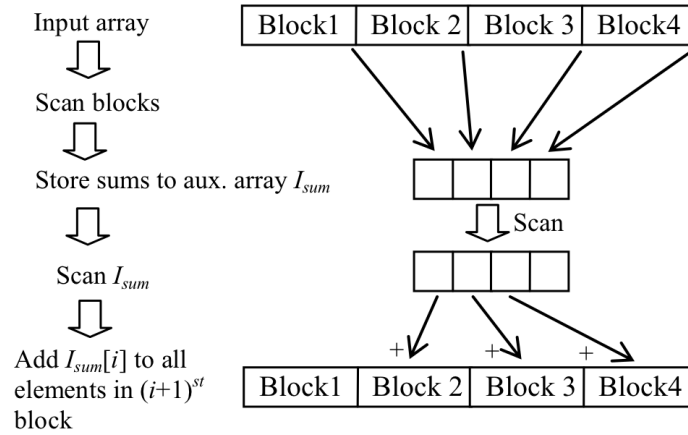 Input array
Scan blocks
Store sums to aux. array I_sum
Scan I_sum
Add I_sum[i] to all
elements in (i+1)^st
block
Block1 Block 2 Block 3 Block4
Scan
+ + +
Block1 Block 2 Block 3 Block4